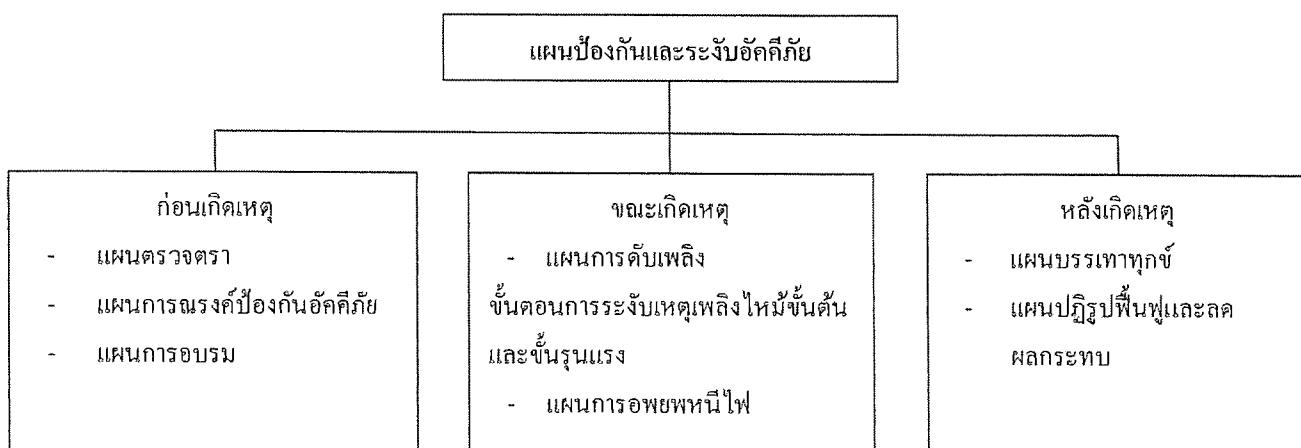 แผนป้องกันและระงับอัคคีภัย
ก่อนเกิดเหตุ
- แผนตรวจตรา
- แผนการณรงค์ป้องกันอัคคีภัย
- แผนการอบรม
ขณะเกิดเหตุ
- แผนการดับเพลิง
ขั้นตอนการระงับเหตุเพลิงไหม้ขั้นต้น
และขั้นรุนแรง
- แผนการอพยพหนีไฟ
หลังเกิดเหตุ
- แผนบรรเทาทุกข์
- แผนปฏิรูปฟื้นฟูและลด
ผลกระทบ